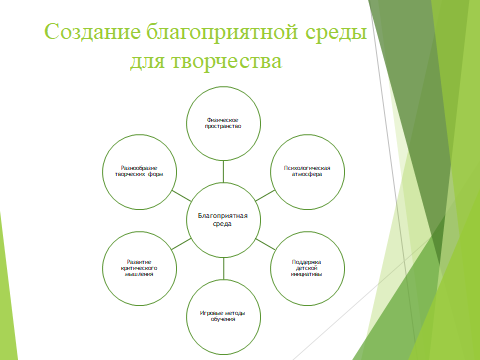 Создание благоприятной среды
для творчества
Физическое
пространство
Разнообразие
творческих форм
Психологическая
атмосфера
Благоприятная
среда
Развитие
критического
мышления
Поддержка
детской
инициативы
Игровые методы
обучения